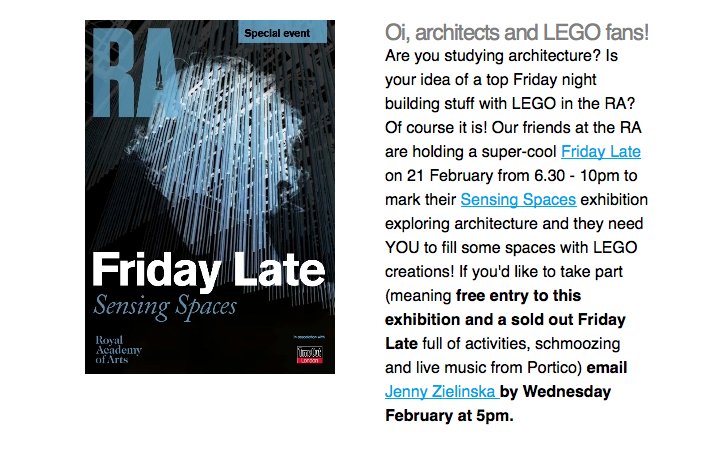 RA
Special event
Friday Late
Sensing Spaces
Royal
Academy
of Arts
In association with
LONDON
Oi, architects and LEGO fans!
Are you studying architecture? Is
your idea of a top Friday night
building stuff with LEGO in the RA?
Of course it is! Our friends at the RA
are holding a super-cool Friday Late
on 21 February from 6.30 - 10pm to
mark their Sensing Spaces exhibition
exploring architecture and they need
YOU to fill some spaces with LEGO
creations! If you'd like to take part
(meaning free entry to this
exhibition and a sold out Friday
Late full of activities, schmoozing
and live music from Portico) email
Jenny Zielinska by Wednesday
February at 5pm.